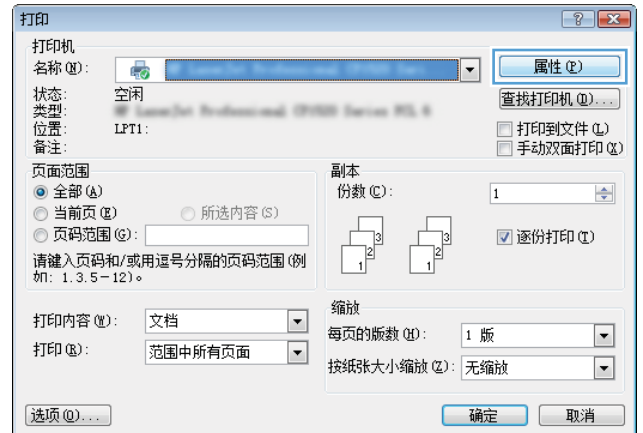 打印
打印机
名称(N):
属性(P)
状态: 空闲
类型:
查找打印机(D)...
位置: LPT1:
打印到文件(L)
备注:
手动双面打印(X)
页面范围
全部(A)
当前页(E) 所选内容(S)
页码范围(G):
请键入页码和/或用逗号分隔的页码范围(例
如: 1.3.5-12)。
副本
份数(C): 1
3 3
2 2
1 1
逐份打印(T)
打印内容(W): 文档
打印(R): 范围中所有页面
缩放
每页的版数(H): 1 版
按纸张大小缩放(Z): 无缩放
选项(O)... 确定 取消